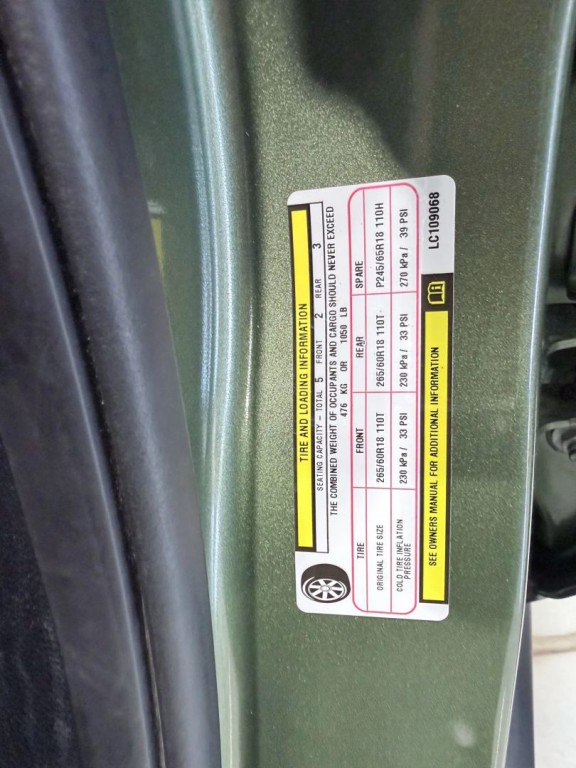 TIRE AND LOADING INFORMATION
SEATING CAPACITY - TOTAL 5 FRONT 2 REAR 3
THE COMBINED WEIGHT OF OCCUPANTS AND CARGO SHOULD NEVER EXCEED
476 KG OR 1050 LB
TIRE FRONT REAR SPARE
ORIGINAL TIRE SIZE 265/60R18 110T 265/60R18 110T P245/65R18 110H
COLD TIRE INFLATION PRESSURE 230 kPa / 33 PSI 230 kPa / 33 PSI 270 kPa / 39 PSI
SEE OWNERS MANUAL FOR ADDITIONAL INFORMATION
LC109068